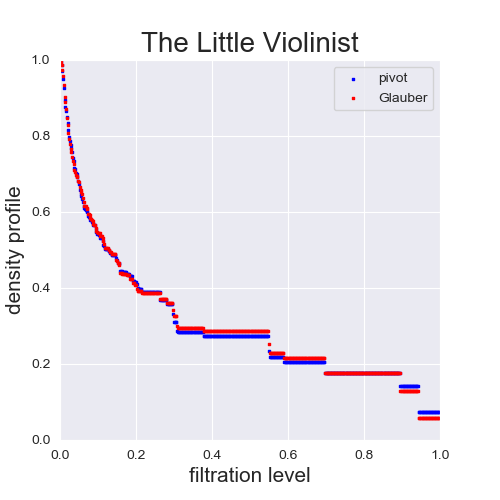 The Little Violinist
pivot
Glauber
density profile
1.0
0.8
0.6
0.4
0.2
0.0
0.0 0.2 0.4 0.6 0.8 1.0
filtration level